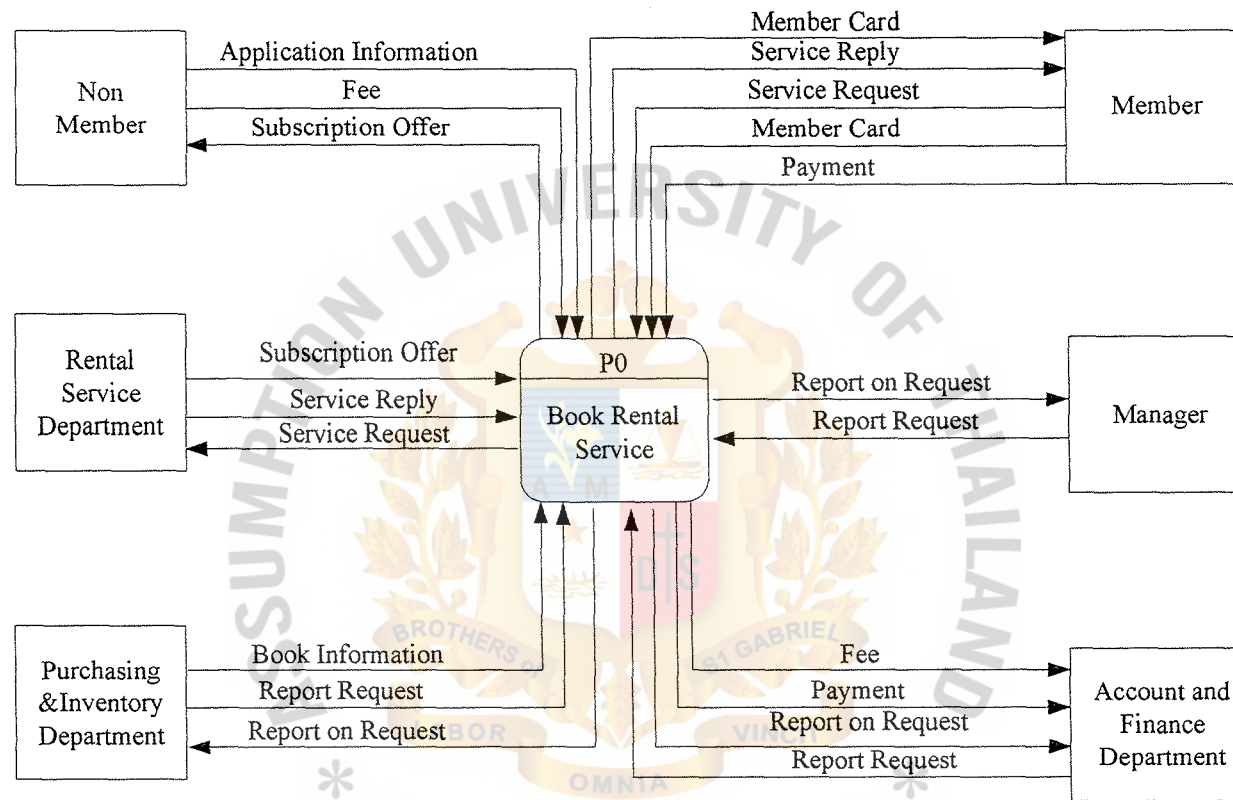 Member Card
Service Reply
Application Information
Fee
Subscription Offer
Non
Member
Service Request
Member Card
Payment
Member
UNIVERSITY OF THAILAND
ASSUMPTION
Rental
Service
Department
Subscription Offer
Service Reply
Service Request
P0
Book Rental
Service
A M
D S
Report on Request
Report Request
Manager
BROTHERS OF
ST GABRIEL
Purchasing
&Inventory
Department
Book Information
Report Request
Report on Request
Fee
Payment
Report on Request
Report Request
Account and
Finance
Department
LABOR
VINCIT
OMNIA